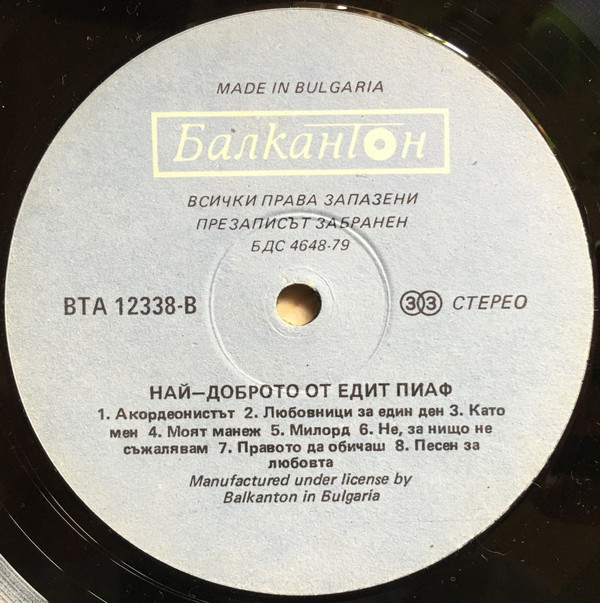 MADE IN BULGARIA
Балкантон
ВСИЧКИ ПРАВА ЗАПАЗЕНИ
ПРЕЗАПИСЪТ ЗАБРАНЕН
БДС 4648-79
ВТА 12338-В
33 СТЕРЕО
НАЙ—ДОБРОТО ОТ ЕДИТ ПИАФ
1. Акордеонистът 2. Любовници за един ден 3. Като
мен 4. Моят манеж 5. Милорд 6. Не, за нищо не
съжалявам 7. Правото да обичаш 8. Песен за
любовта
Manufactured under license by
Balkanton in Bulgaria